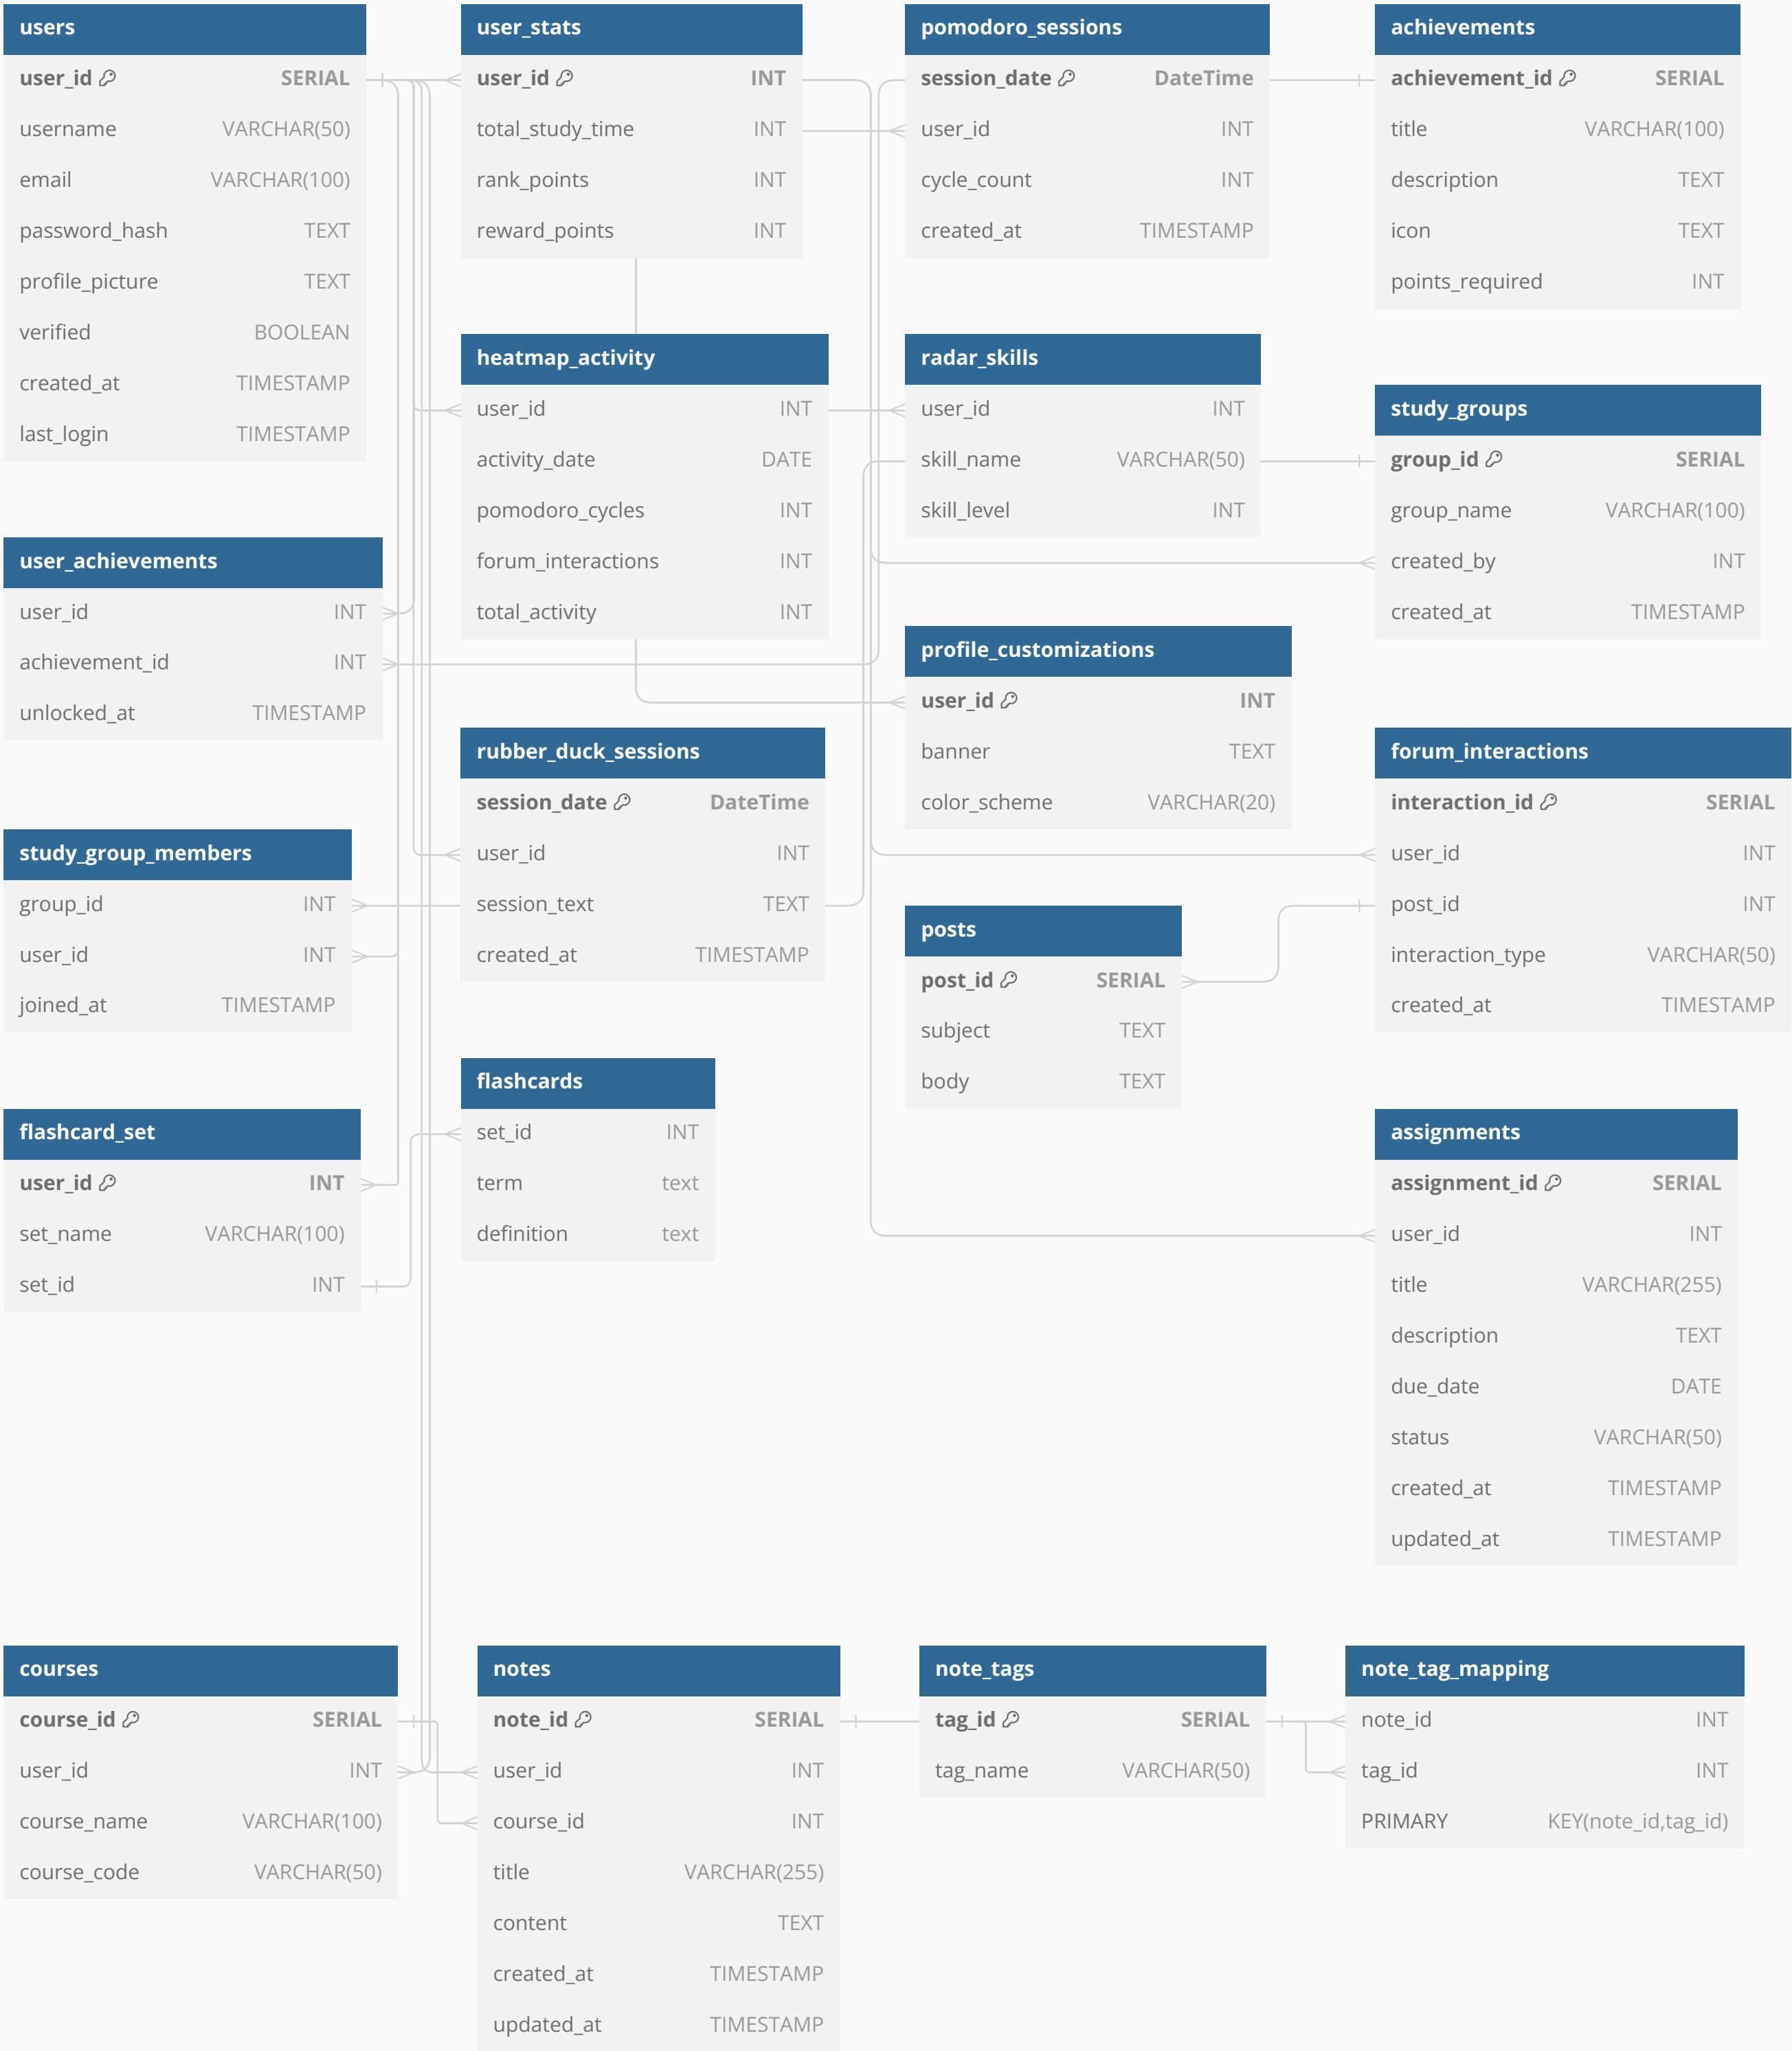 users
user_id SERIAL
username VARCHAR(50)
email VARCHAR(100)
password_hash TEXT
profile_picture TEXT
verified BOOLEAN
created_at TIMESTAMP
last_login TIMESTAMP
user_stats
user_id INT
total_study_time INT
rank_points INT
reward_points INT
pomodoro_sessions
session_date DateTime
user_id INT
cycle_count INT
created_at TIMESTAMP
achievements
achievement_id SERIAL
title VARCHAR(100)
description TEXT
icon TEXT
points_required INT
heatmap_activity
user_id INT
activity_date DATE
pomodoro_cycles INT
forum_interactions INT
total_activity INT
radar_skills
user_id INT
skill_name VARCHAR(50)
skill_level INT
study_groups
group_id SERIAL
group_name VARCHAR(100)
created_by INT
created_at TIMESTAMP
user_achievements
user_id INT
achievement_id INT
unlocked_at TIMESTAMP
profile_customizations
user_id INT
banner TEXT
color_scheme VARCHAR(20)
rubber_duck_sessions
session_date DateTime
user_id INT
session_text TEXT
created_at TIMESTAMP
forum_interactions
interaction_id SERIAL
user_id INT
post_id INT
interaction_type VARCHAR(50)
created_at TIMESTAMP
study_group_members
group_id INT
user_id INT
joined_at TIMESTAMP
posts
post_id SERIAL
subject TEXT
body TEXT
flashcards
set_id INT
term text
definition text
flashcard_set
user_id INT
set_name VARCHAR(100)
set_id INT
assignments
assignment_id SERIAL
user_id INT
title VARCHAR(255)
description TEXT
due_date DATE
status VARCHAR(50)
created_at TIMESTAMP
updated_at TIMESTAMP
courses
course_id SERIAL
user_id INT
course_name VARCHAR(100)
course_code VARCHAR(50)
notes
note_id SERIAL
user_id INT
course_id INT
title VARCHAR(255)
content TEXT
created_at TIMESTAMP
updated_at TIMESTAMP
note_tags
tag_id SERIAL
tag_name VARCHAR(50)
note_tag_mapping
note_id INT
tag_id INT
PRIMARY KEY(note_id,tag_id)